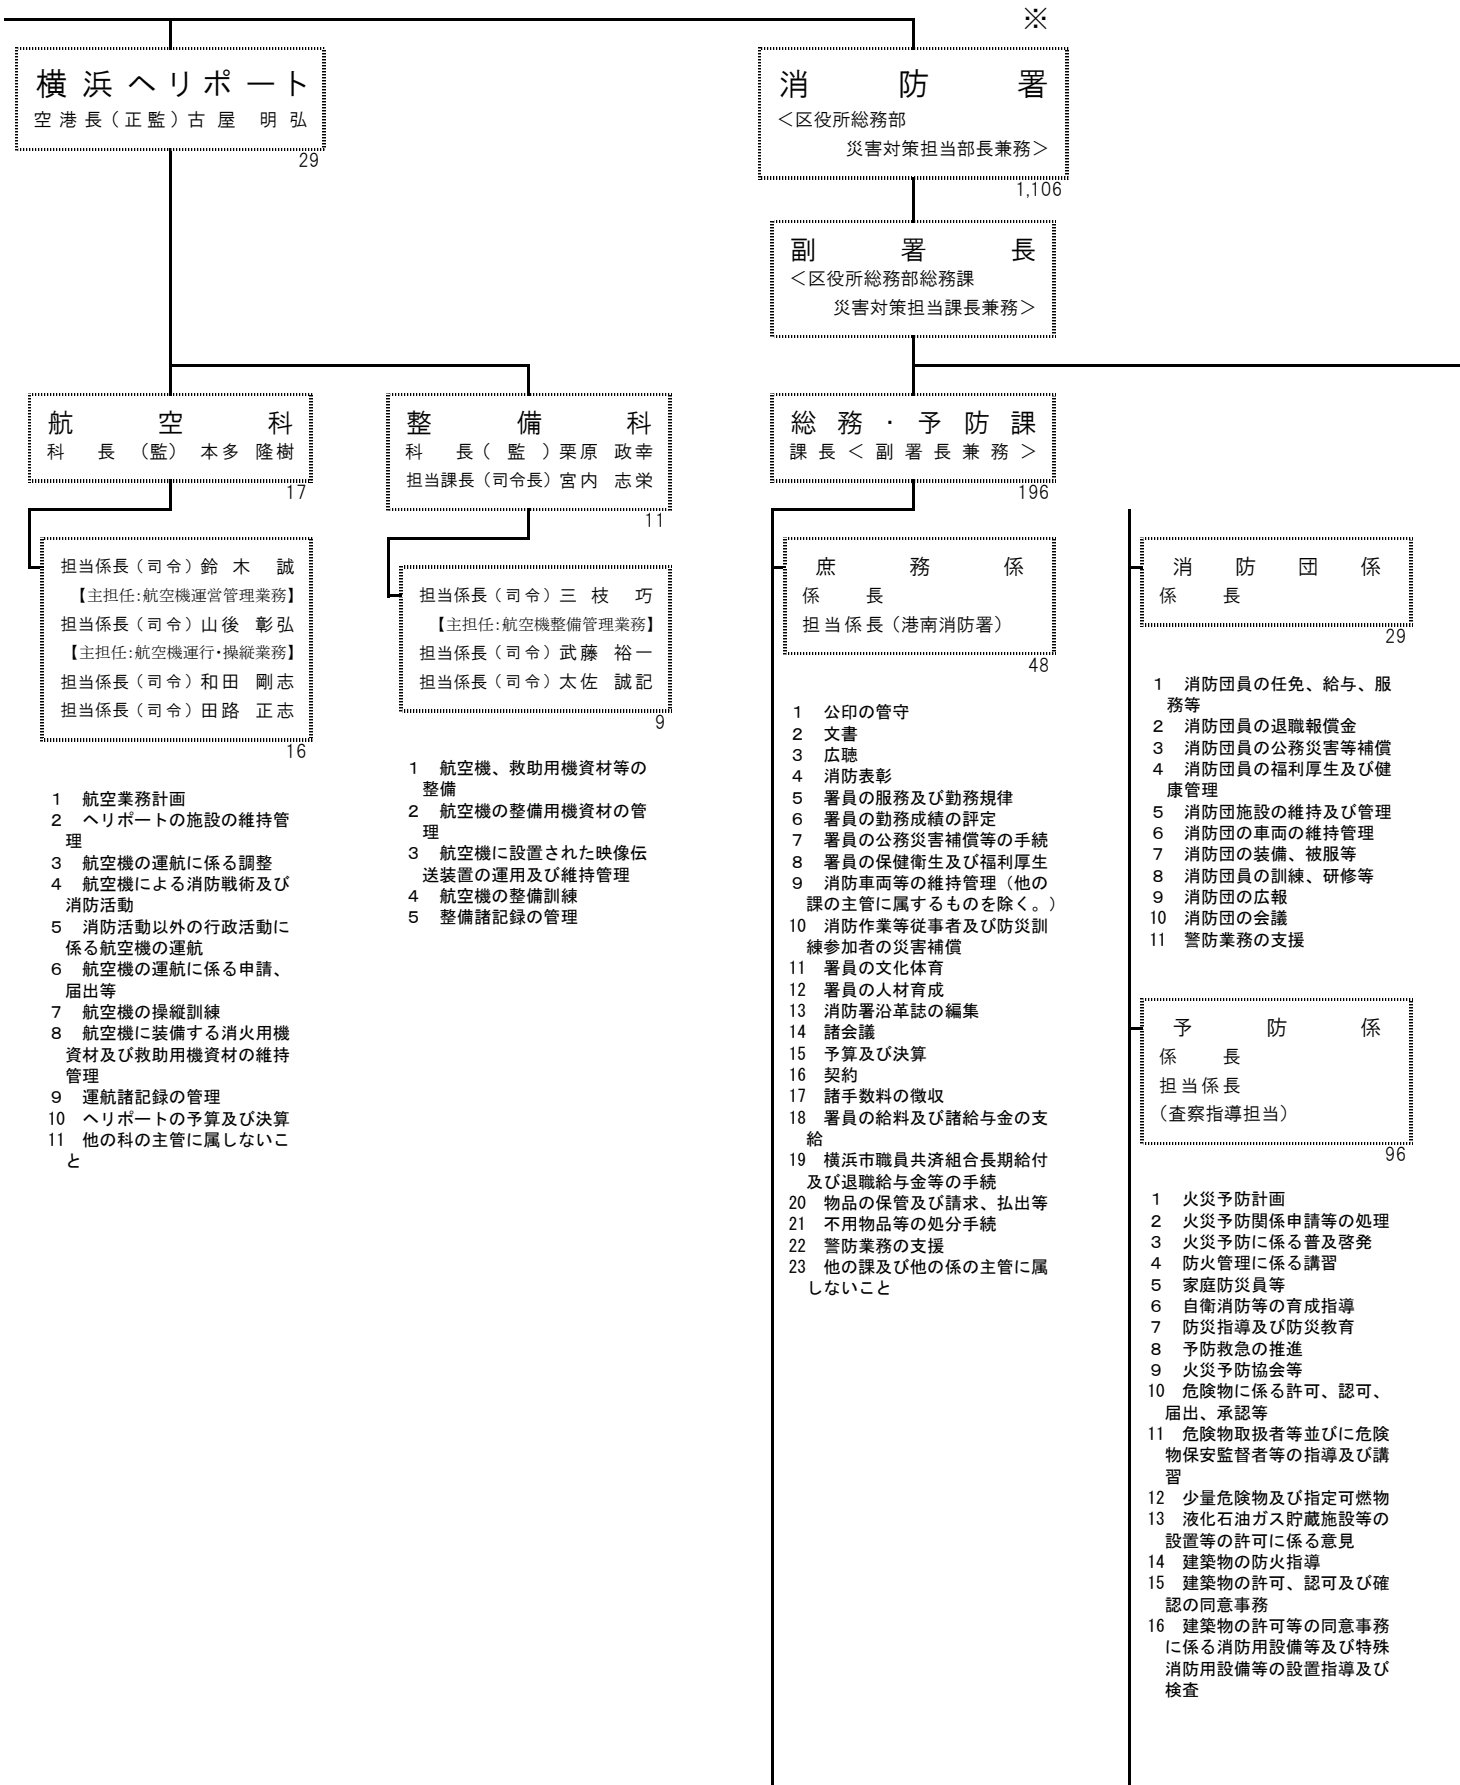 ※
横浜ヘリポート
空港長（正監）古屋　明弘
29
消防署
＜区役所総務部
災害対策担当部長兼務＞
1,106
副署長
＜区役所総務部総務課
災害対策担当課長兼務＞
航空科
科　長　（監）　本多　隆樹
17
担当係長（司令）鈴木　誠
【主担任:航空機運営管理業務】
担当係長（司令）山後　彰弘
【主担任:航空機運行・操縦業務】
担当係長（司令）和田　剛志
担当係長（司令）田路　正志
16
1　航空業務計画
2　ヘリポートの施設の維持管
理
3　航空機の運航に係る調整
4　航空機による消防戦術及び
消防活動
5　消防活動以外の行政活動に
係る航空機の運航
6　航空機の運航に係る申請、
届出等
7　航空機の操縦訓練
8　航空機に装備する消火用機
資材及び救助用機資材の維持
管理
9　運航諸記録の管理
10　ヘリポートの予算及び決算
11　他の科の主管に属しないこ
と
整備科
科　長（　監　）栗原　政幸
担当課長（司令長）宮内　志栄
11
担当係長（司令）三枝　巧
【主担任:航空機整備管理業務】
担当係長（司令）武藤　裕一
担当係長（司令）太佐　誠記
9
1　航空機、救助用機資材等の
整備
2　航空機の整備用機資材の管
理
3　航空機に設置された映像伝
送装置の運用及び維持管理
4　航空機の整備訓練
5　整備諸記録の管理
総務・予防課
課長＜副署長兼務＞
196
庶務係
係　長
担当係長（港南消防署）
48
1　公印の管守
2　文書
3　広聴
4　消防表彰
5　署員の服務及び勤務規律
6　署員の勤務成績の評定
7　署員の公務災害補償等の手続
8　署員の保健衛生及び福利厚生
9　消防車両等の維持管理（他の
課の主管に属するものを除く。）
10　消防作業等従事者及び防災訓
練参加者の災害補償
11　署員の文化体育
12　署員の人材育成
13　消防署沿革誌の編集
14　諸会議
15　予算及び決算
16　契約
17　諸手数料の徴収
18　署員の給料及び諸給与金の支
給
19　横浜市職員共済組合長期給付
及び退職給与金等の手続
20　物品の保管及び請求、払出等
21　不用物品等の処分手続
22　警防業務の支援
23　他の課及び他の係の主管に属
しないこと
消防団係
係　長
29
1　消防団員の任免、給与、服
務等
2　消防団員の退職報償金
3　消防団員の公務災害等補償
4　消防団員の福利厚生及び健
康管理
5　消防団施設の維持及び管理
6　消防団の車両の維持管理
7　消防団の装備、被服等
8　消防団員の訓練、研修等
9　消防団の広報
10　消防団の会議
11　警防業務の支援
予防係
係　長
担当係長
（査察指導担当）
96
1　火災予防計画
2　火災予防関係申請等の処理
3　火災予防に係る普及啓発
4　防火管理に係る講習
5　家庭防災員等
6　自衛消防等の育成指導
7　防災指導及び防災教育
8　予防救急の推進
9　火災予防協会等
10　危険物に係る許可、認可、
届出、承認等
11　危険物取扱者等並びに危険
物保安監督者等の指導及び講
習
12　少量危険物及び指定可燃物
13　液化石油ガス貯蔵施設等の
設置等の許可に係る意見
14　建築物の防火指導
15　建築物の許可、認可及び確
認の同意事務
16　建築物の許可等の同意事務
に係る消防用設備等及び特殊
消防用設備等の設置指導及び
検査